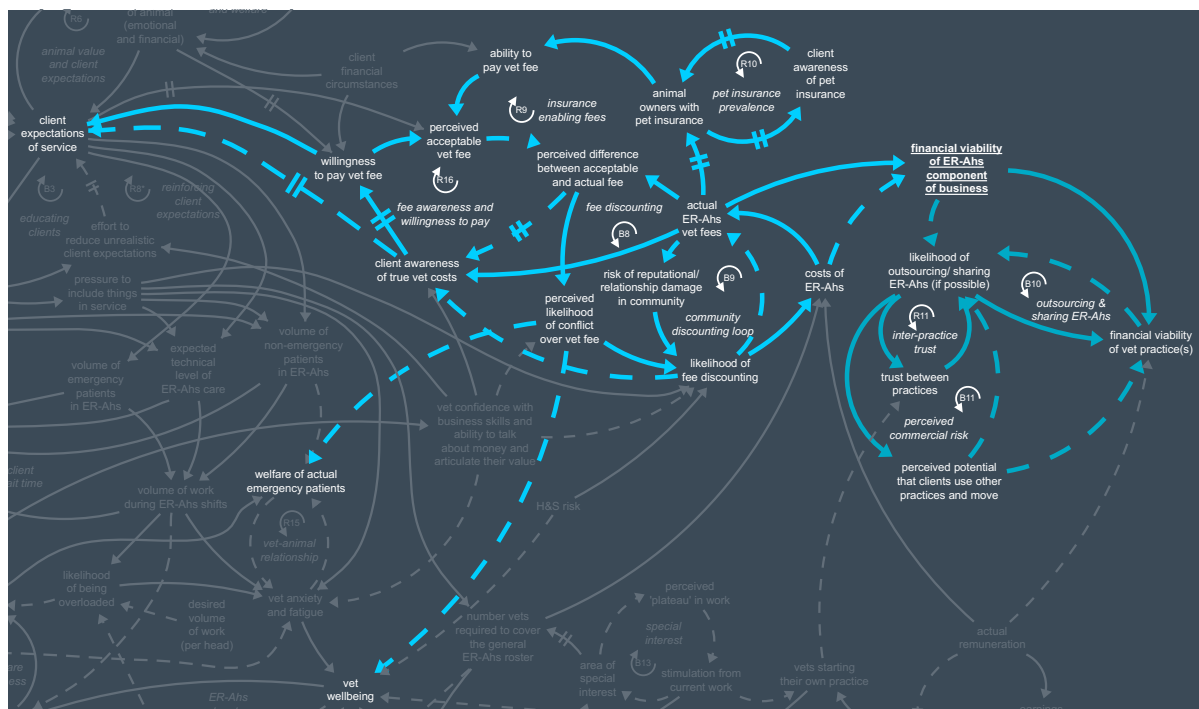 R6
of animal
(emotional
and financial)
animal value
and client
expectations
client
financial
circumstances
ability to
pay vet fee
R10
pet insurance
prevalence
client
awareness
of pet
insurance
animal
owners with
pet insurance
R9
insurance
enabling fees
client
expectations
of service
perceived
acceptable
vet fee
willingness
to pay vet fee
R16
fee awareness and
willingness to pay
perceived difference
between acceptable
and actual fee
financial viability
of ER-Ahs
component
of business
B3
educating
clients
R8*
reinforcing
client
expectations
fee discounting
B8
actual
ER-Ahs
vet fees
effort to
reduce unrealistic
client expectations
client awareness
of true vet costs
risk of reputational/
relationship damage
in community
B9
community
discounting loop
costs of
ER-Ahs
likelihood of
outsourcing/ sharing
ER-Ahs (if possible)
B10
outsourcing &
sharing ER-Ahs
pressure to
include things
in service
perceived
likelihood
of conflict
over vet fee
R11
inter-practice
trust
financial viability
of vet practice(s)
volume of
non-emergency
patients
in ER-Ahs
expected
technical
level of
ER-Ahs care
volume of
emergency
patients
in ER-Ahs
likelihood of
fee discounting
trust between
practices
B11
perceived
commercial risk
vet confidence with
business skills and
ability to talk
about money and
articulate their value
perceived potential
that clients use other
practices and move
client
ait time
welfare of actual
emergency patients
volume of work
during ER-Ahs shifts
H&S risk
R15
vet-animal
relationship
likelihood
of being
overloaded
desired
volume
of work
(per head)
vet anxiety
and fatigue
perceived
'plateau' in work
number vets
required to cover
the general
ER-Ahs roster
special
interest
B13
area of
special
interest
stimulation from
current work
vets starting
their own practice
actual
remuneration
vet
wellbeing
are
ess
ER-Ahs